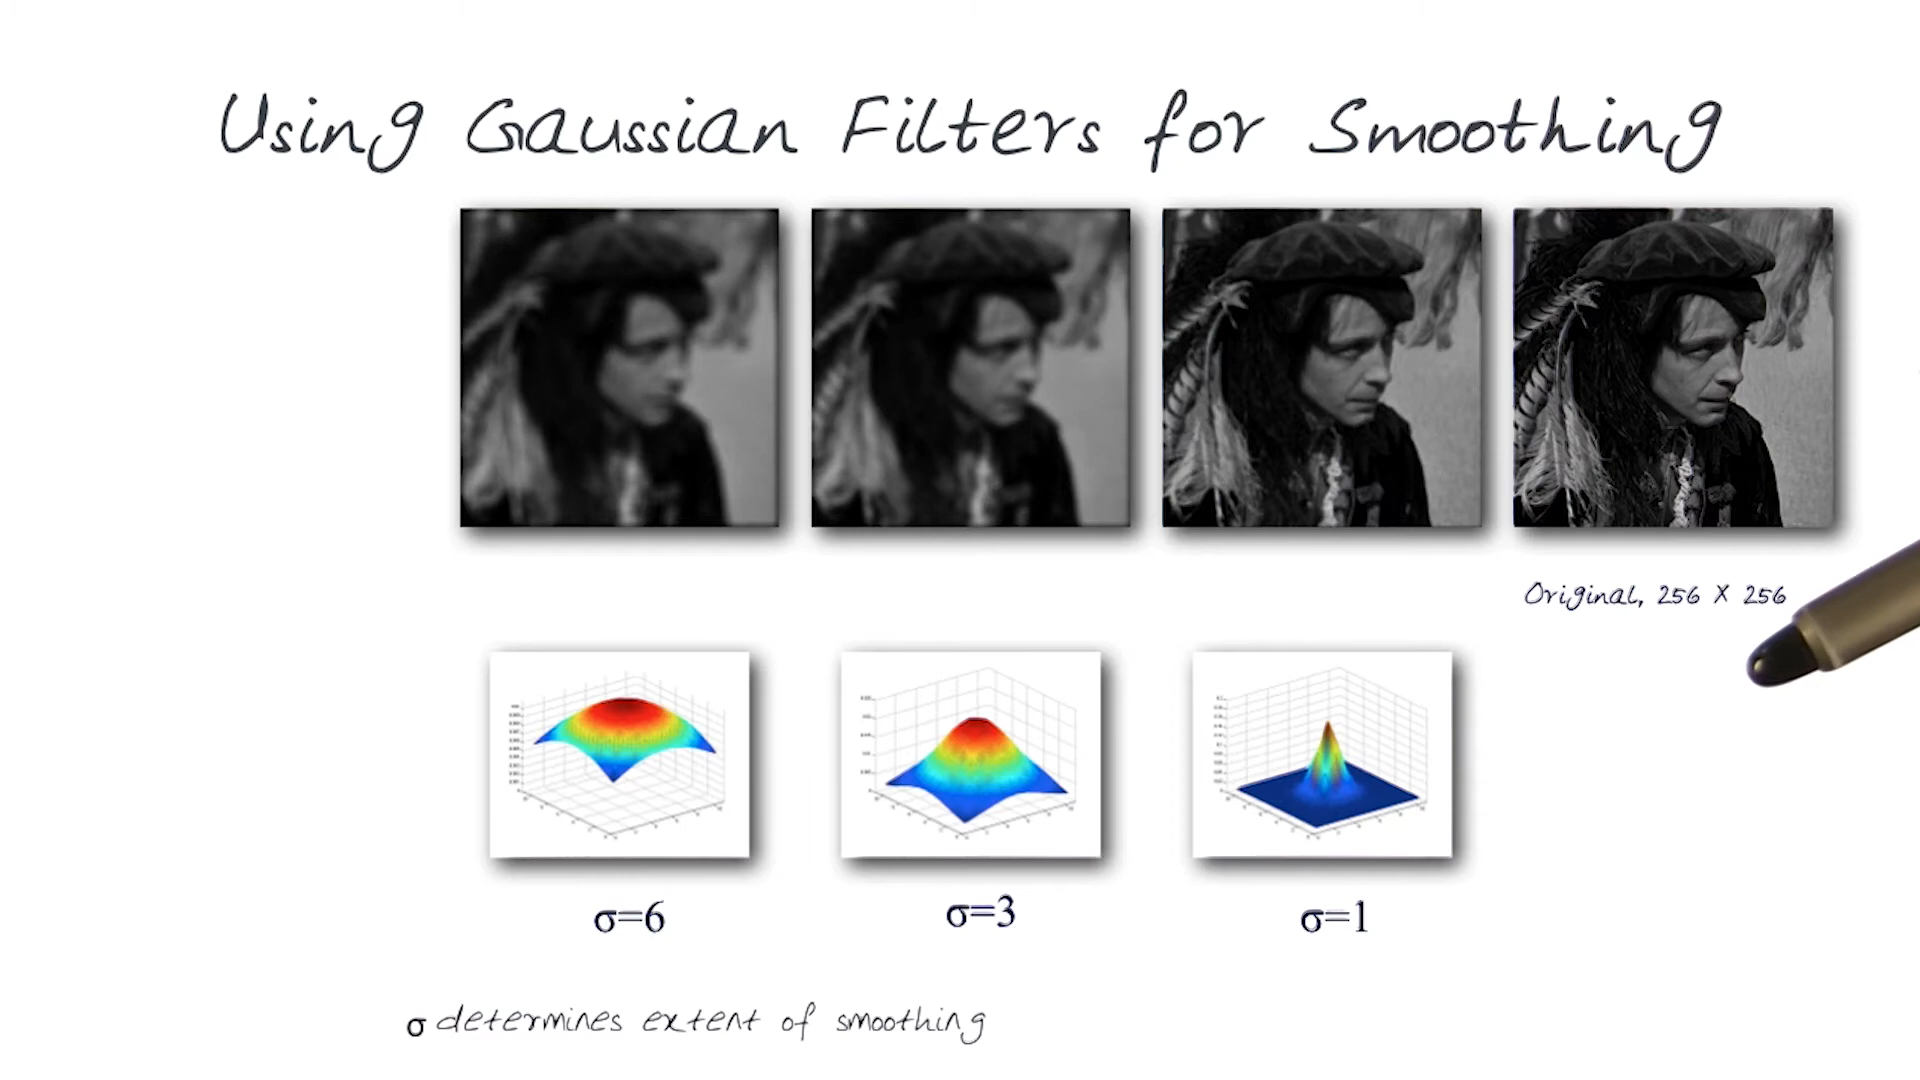 Using Gaussian Filters for Smoothing
Original, 256 X 256
σ=6
σ=3
σ=1
σ determines extent of smoothing